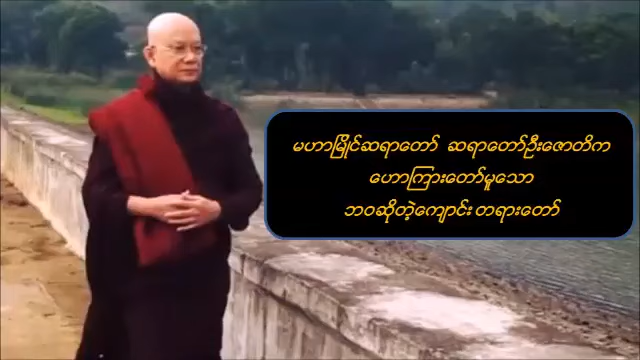 မဟာမြိုင်ဆရာတော် ဆရာတော်ဦးဇောတိက
ဟောကြားတော်မူသော
ဘဝဆိုတဲ့ကျောင်း တရားတော်